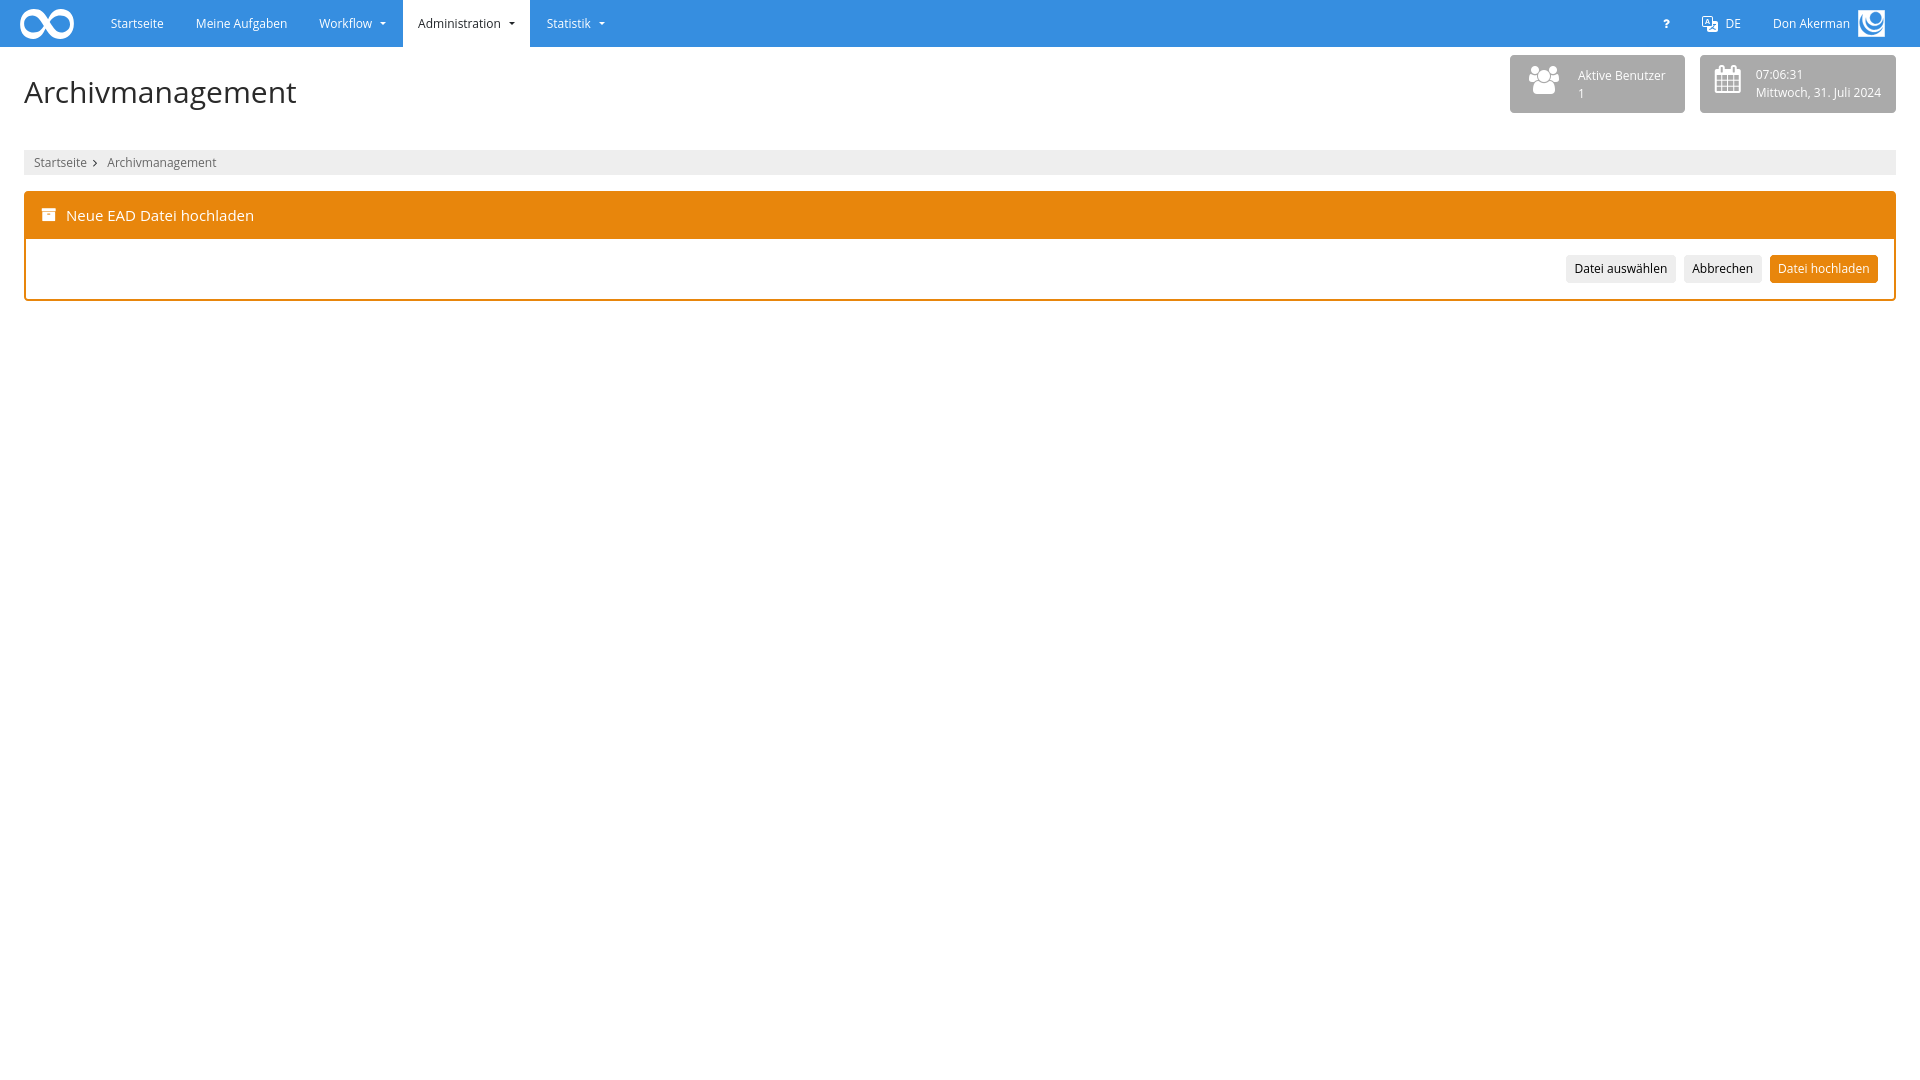 Startseite
Meine Aufgaben
Workflow
Administration
Statistik
?
DE
Don Akerman
Archivmanagement
Aktive Benutzer
1
07:06:31
Mittwoch, 31. Juli 2024
Startseite
Archivmanagement
Neue EAD Datei hochladen
Datei auswählen
Abbrechen
Datei hochladen